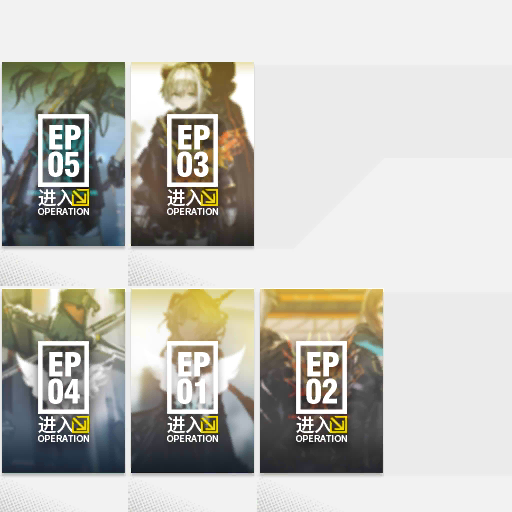 EP
05
进入
OPERATION
EP
03
进入
OPERATION
EP
04
进入
OPERATION
EP
01
进入
OPERATION
EP
02
进入
OPERATION